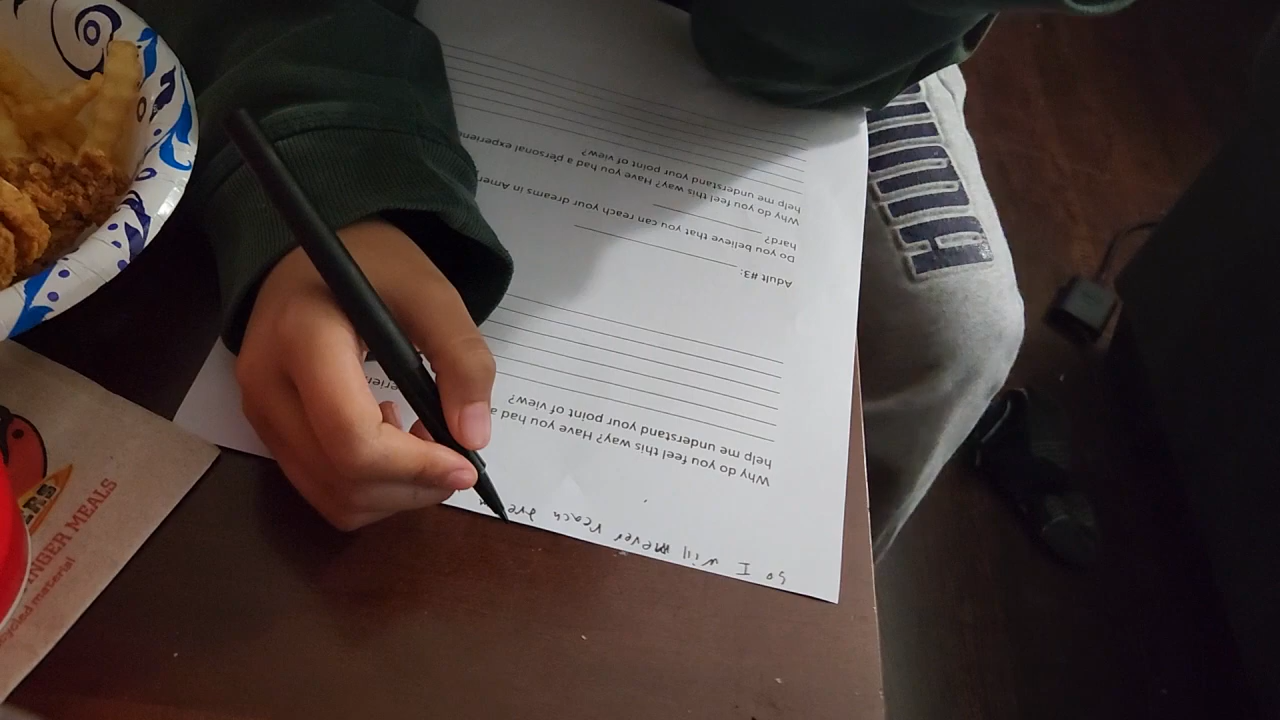 So I will never reach dre
Why do you feel this way? Have you had a
help me understand your point of view?
Adult #3:
Do you believe that you can reach your dreams in Amer
hard?
Why do you feel this way? Have you had a personal experien
help me understand your point of view?
erien
INGER MEALS
cycled material